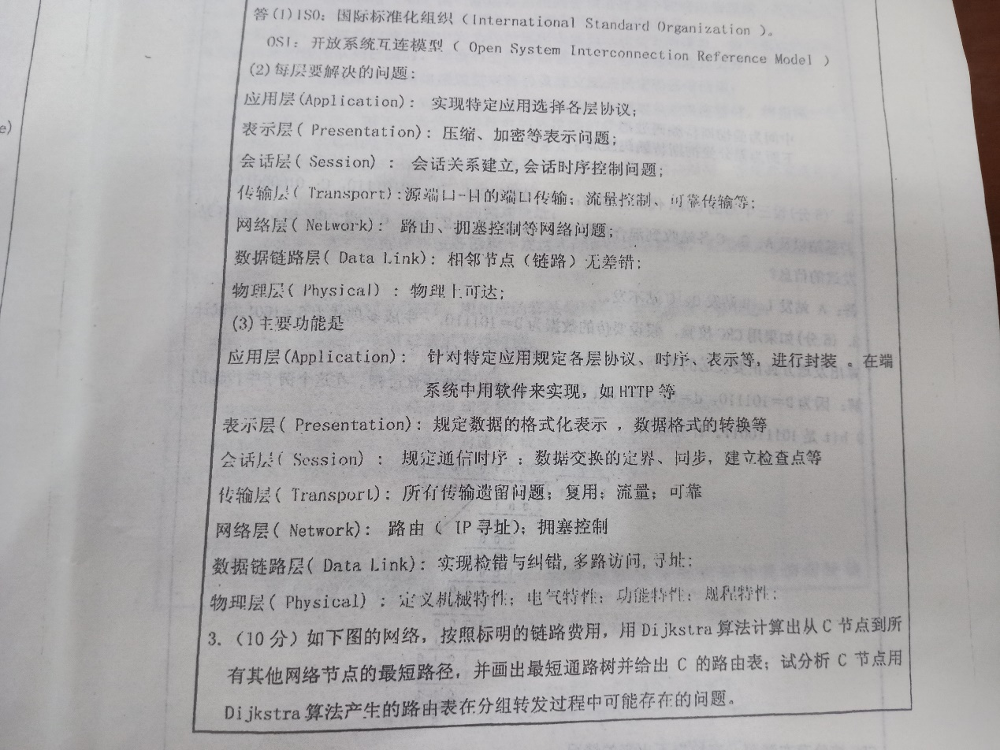 答(1)ISO：国际标准化组织（International Standard Organization ）。
OSI：开放系统互连模型（ Open System Interconnection Reference Model ）
(2)每层要解决的问题：
e)
应用层(Application)： 实现特定应用选择各层协议；
表示层( Presentation)：压缩、加密等表示问题；
会话层( Session) ： 会话关系建立,会话时序控制问题；
传输层( Transport)：源端口-目的端口传输；流量控制、可靠传输等；
网络层( Network)： 路由、拥塞控制等网络问题；
数据链路层( Data Link)：相邻节点（链路）无差错；
物理层( Physical) ：物理上可达；
(3)主要功能是
应用层(Application)： 针对特定应用规定各层协议、时序、表示等，进行封装 。在端
系统中用软件来实现，如 HTTP 等
表示层( Presentation)：规定数据的格式化表示 ，数据格式的转换等
会话层( Session) ： 规定通信时序 ；数据交换的定界、同步，建立检查点等
传输层( Transport)：所有传输遗留问题；复用；流量；可靠
网络层( Network)： 路由（ IP 寻址）；拥塞控制
数据链路层( Data Link)：实现检错与纠错,多路访问,寻址；
物理层( Physical) ：定义机械特性；电气特性；功能特性；规程特性；
3.（10 分）如下图的网络，按照标明的链路费用，用 Dijkstra 算法计算出从 C 节点到所
有其他网络节点的最短路径，并画出最短通路树并给出 C 的路由表；试分析 C 节点用
Dijkstra 算法产生的路由表在分组转发过程中可能存在的问题。